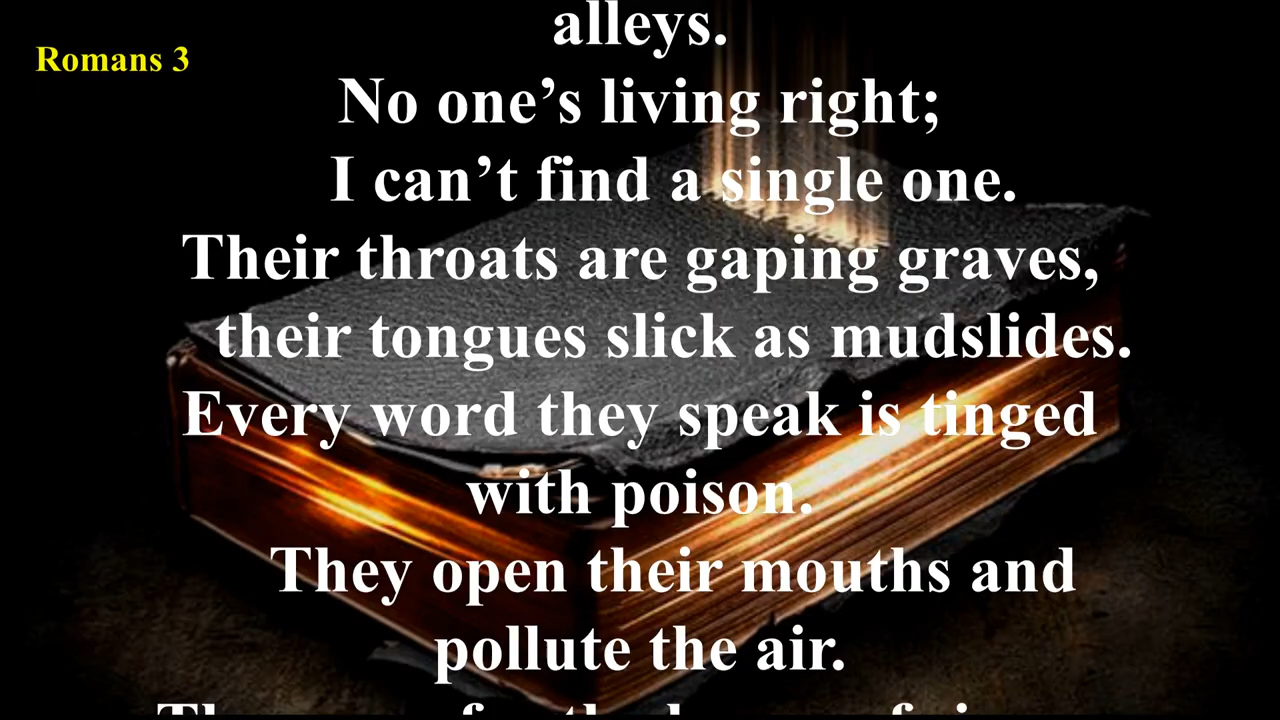 alleys.
Romans 3
No one’s living right;
I can’t find a single one.
Their throats are gaping graves,
their tongues slick as mudslides.
Every word they speak is tinged
with poison.
They open their mouths and
pollute the air.